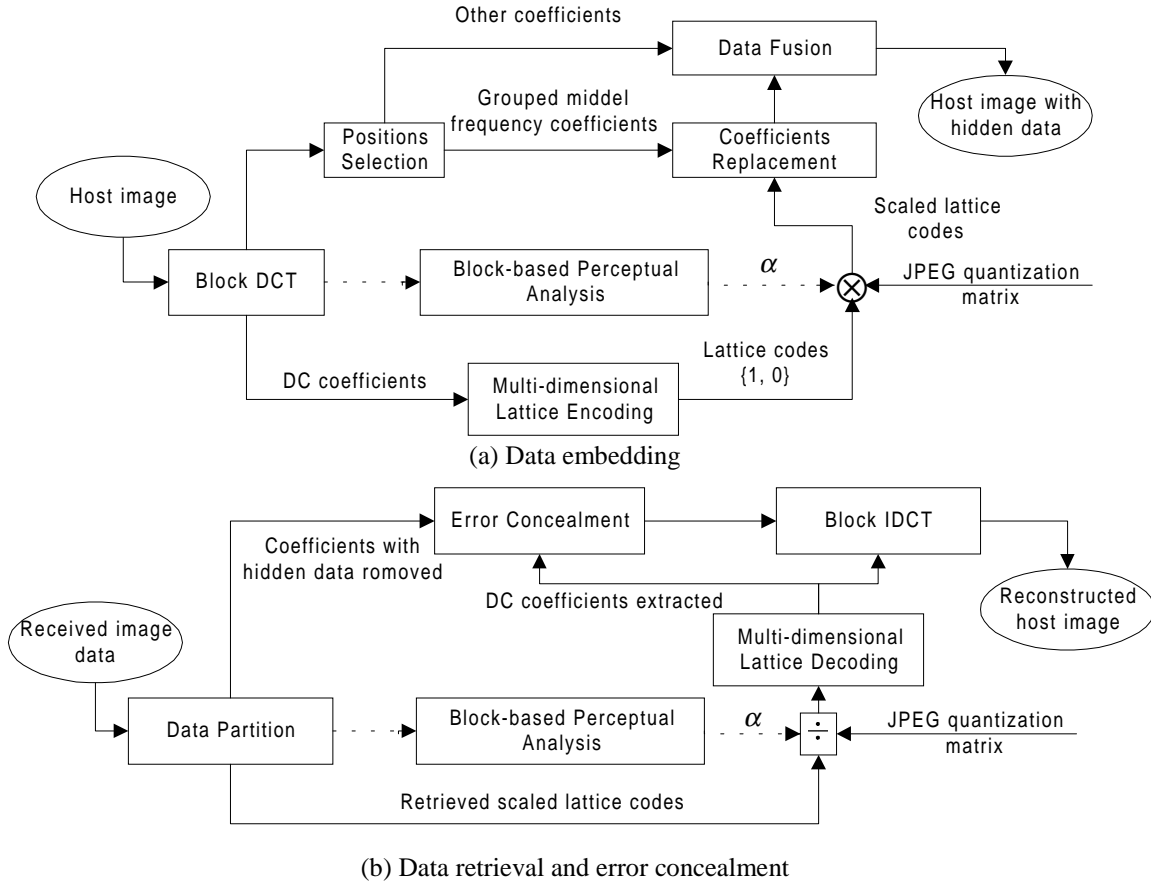 Other coefficients
Data Fusion
Host image with
hidden data
Grouped middel
frequency coefficients
Positions
Selection
Coefficients
Replacement
Host image
Scaled lattice
codes
Block DCT
Block-based Perceptual
Analysis
α
JPEG quantization
matrix
DC coefficients
Multi-dimensional
Lattice Encoding
Lattice codes
{1, 0}
(a) Data embedding
Error Concealment
Block IDCT
Coefficients with
hidden data romoved
DC coefficients extracted
Reconstructed
host image
Received image
data
Multi-dimensional
Lattice Decoding
Data Partition
Block-based Perceptual
Analysis
α
÷
JPEG quantization
matrix
Retrieved scaled lattice codes
(b) Data retrieval and error concealment